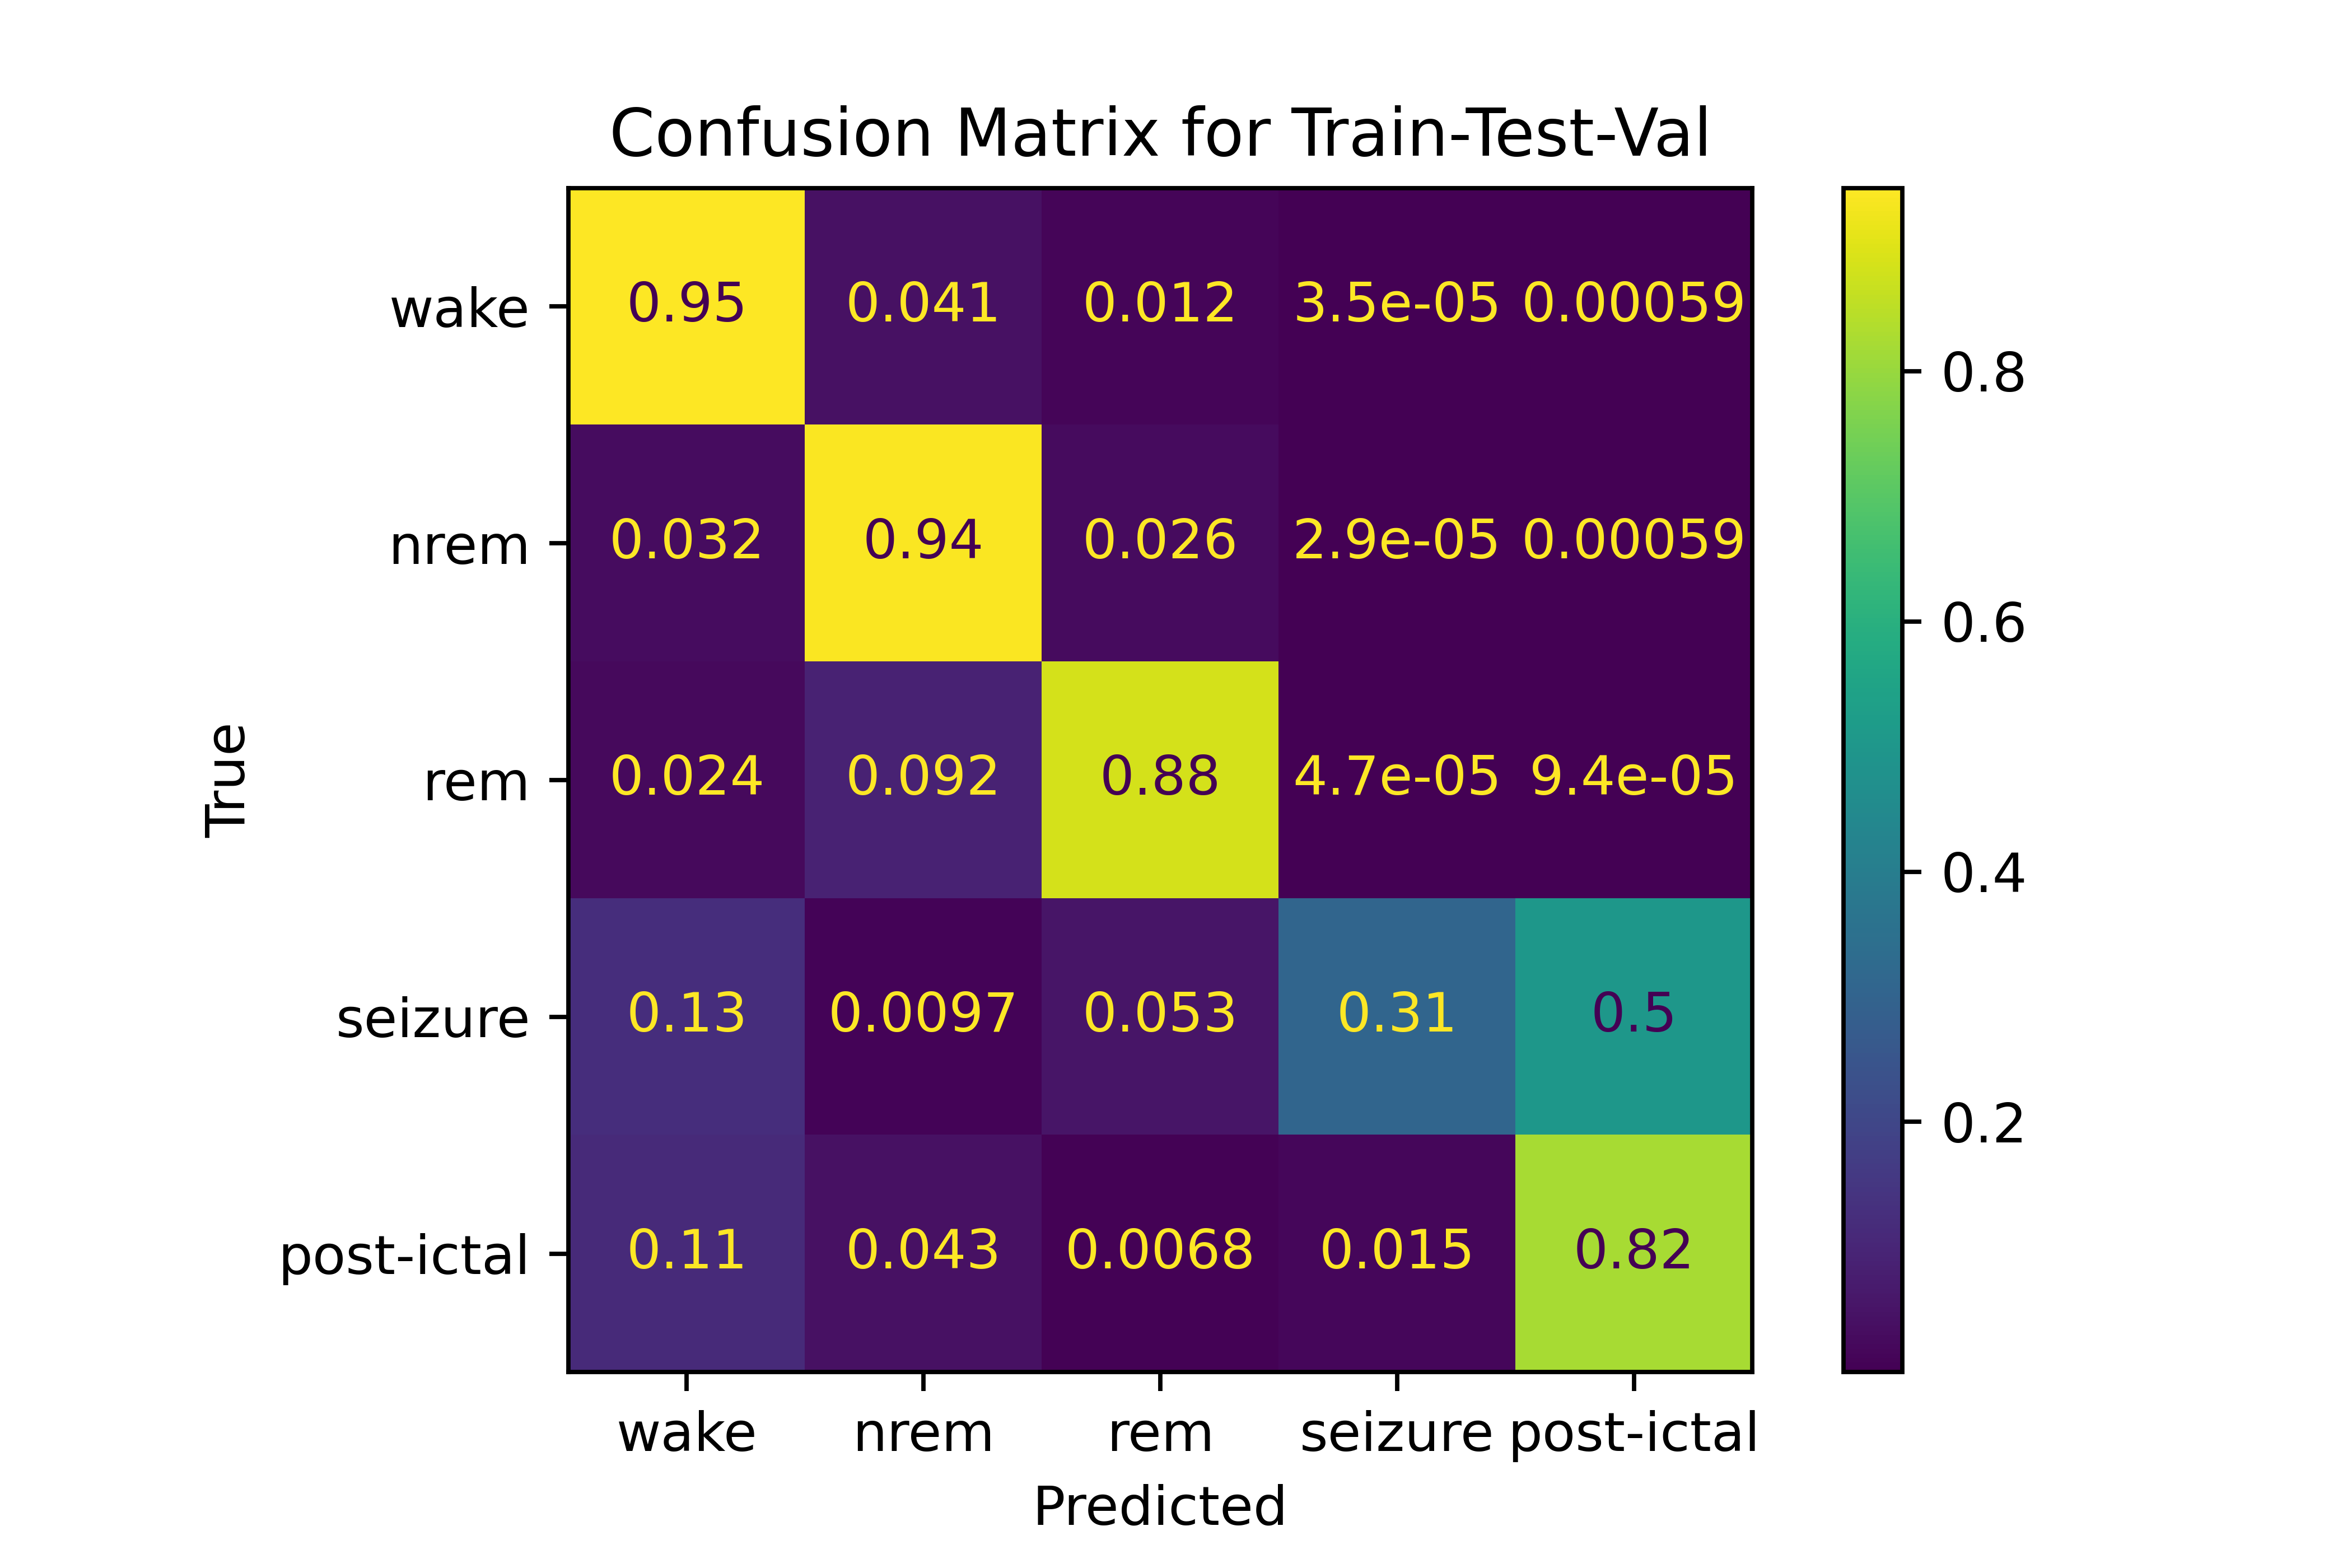 Confusion Matrix for Train-Test-Val
wake 0.95 0.041 0.012 3.5e-05 0.00059
nrem 0.032 0.94 0.026 2.9e-05 0.00059
rem 0.024 0.092 0.88 4.7e-05 9.4e-05
seizure 0.13 0.0097 0.053 0.31 0.5
post-ictal 0.11 0.043 0.0068 0.015 0.82
True
wake nrem rem seizure post-ictal
Predicted
0.8
0.6
0.4
0.2